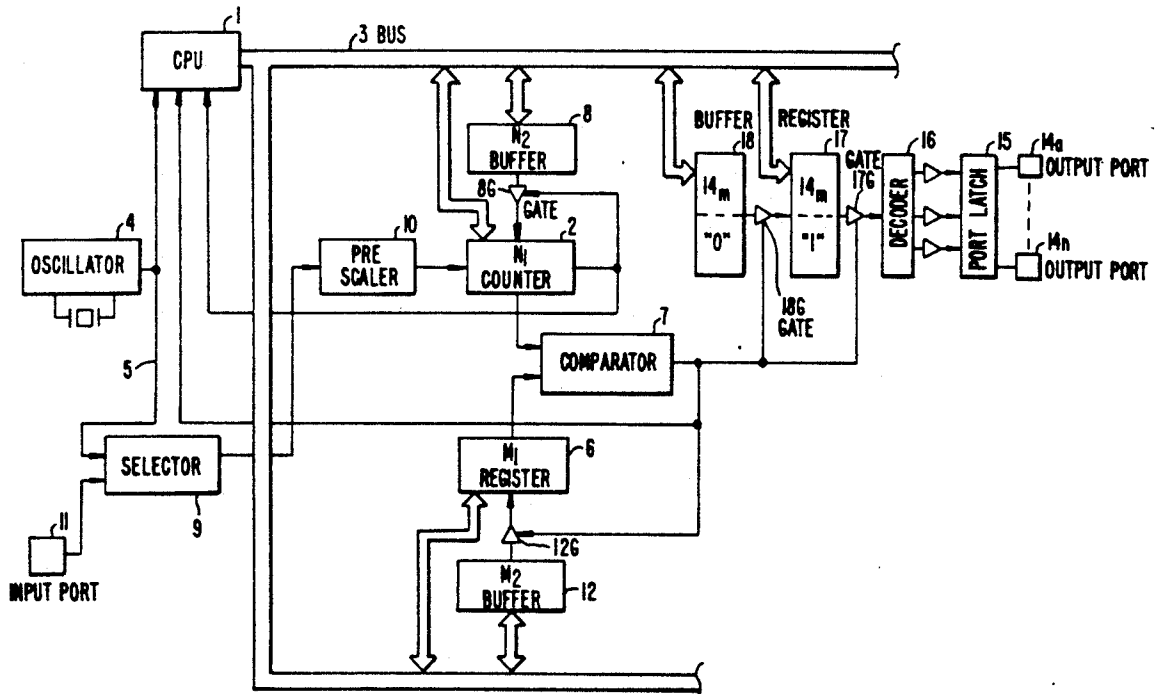 1
CPU
3 BUS
8
N2
BUFFER
8G
GATE
BUFFER
18
14m
"0"
REGISTER
17
14m
"1"
GATE
17G
16
DECODER
15
PORT LATCH
14a
OUTPUT PORT
14n
OUTPUT PORT
18G
GATE
4
OSCILLATOR
10
PRE
SCALER
2
N1
COUNTER
7
COMPARATOR
5
SELECTOR
9
M1
REGISTER
6
11
INPUT PORT
12G
M2
BUFFER
12